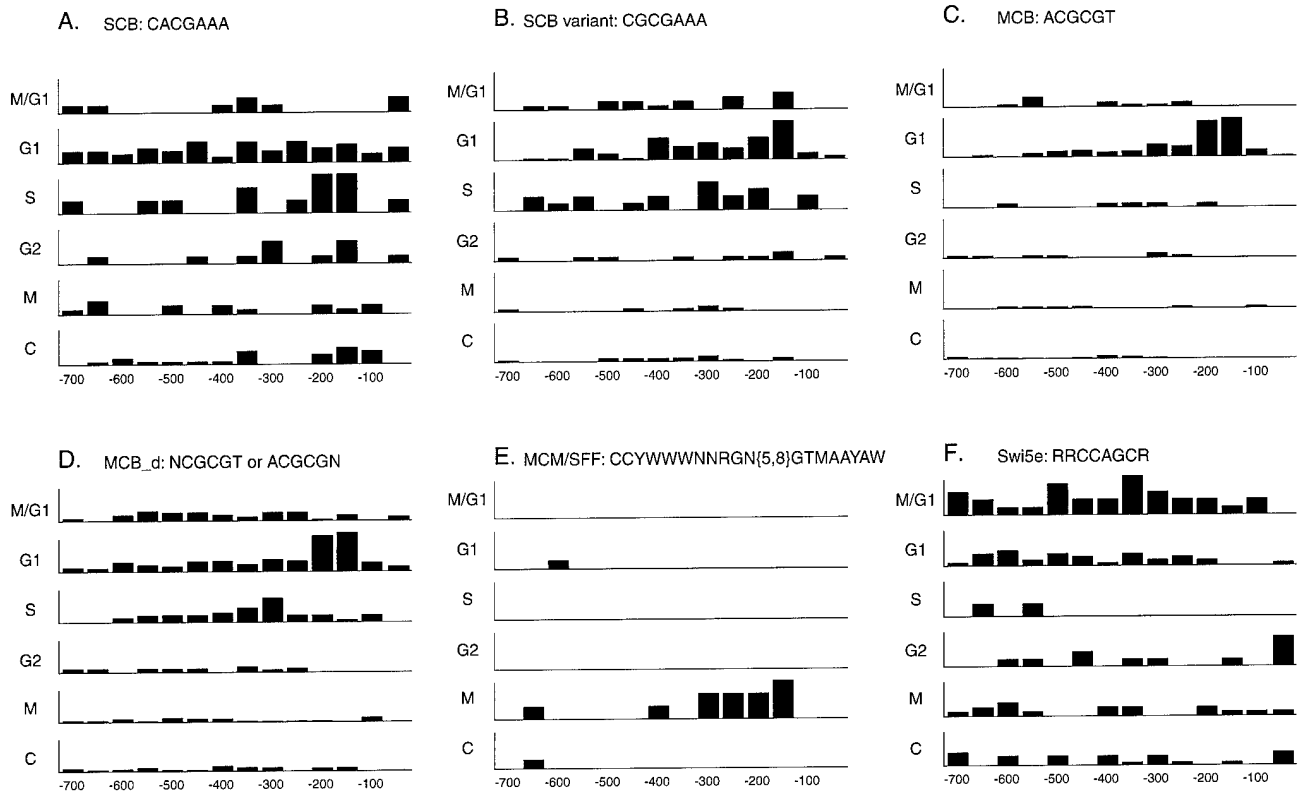 A. SCB: CACGAAA
M/G1
G1
S
G2
M
C
-700 -600 -500 -400 -300 -200 -100
B. SCB variant: CGCGAAA
M/G1
G1
S
G2
M
C
-700 -600 -500 -400 -300 -200 -100
C. MCB: ACGCGT
M/G1
G1
S
G2
M
C
-700 -600 -500 -400 -300 -200 -100
D. MCB_d: NCGCGT or ACGCGN
M/G1
G1
S
G2
M
C
-700 -600 -500 -400 -300 -200 -100
E. MCM/SFF: CCYWWWNNRGN{5,8}GTMAAYAW
M/G1
G1
S
G2
M
C
-700 -600 -500 -400 -300 -200 -100
F. Swi5e: RRCCAGCR
M/G1
G1
S
G2
M
C
-700 -600 -500 -400 -300 -200 -100